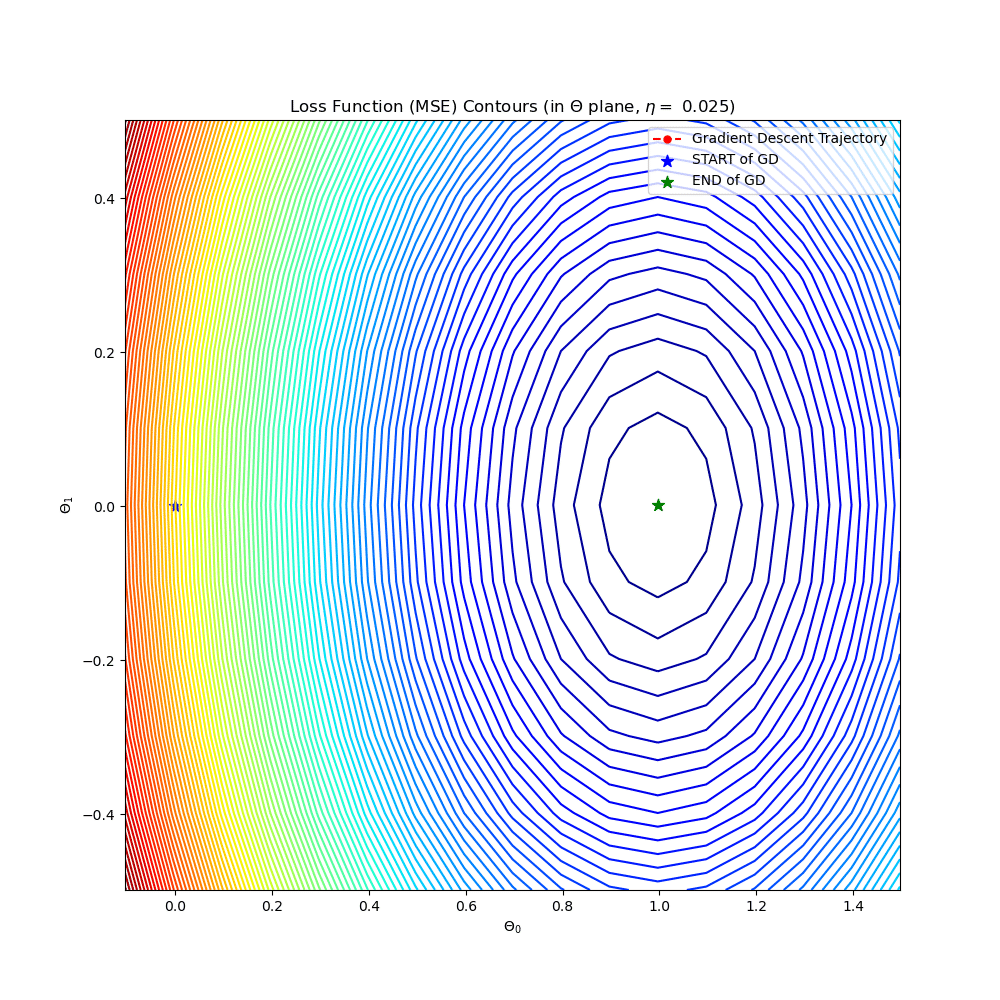 Loss Function (MSE) Contours (in Θ plane, η = 0.025)
Gradient Descent Trajectory
START of GD
END of GD
0.4
0.2
0.0
−0.2
−0.4
Θ1
0.0 0.2 0.4 0.6 0.8 1.0 1.2 1.4
Θ0